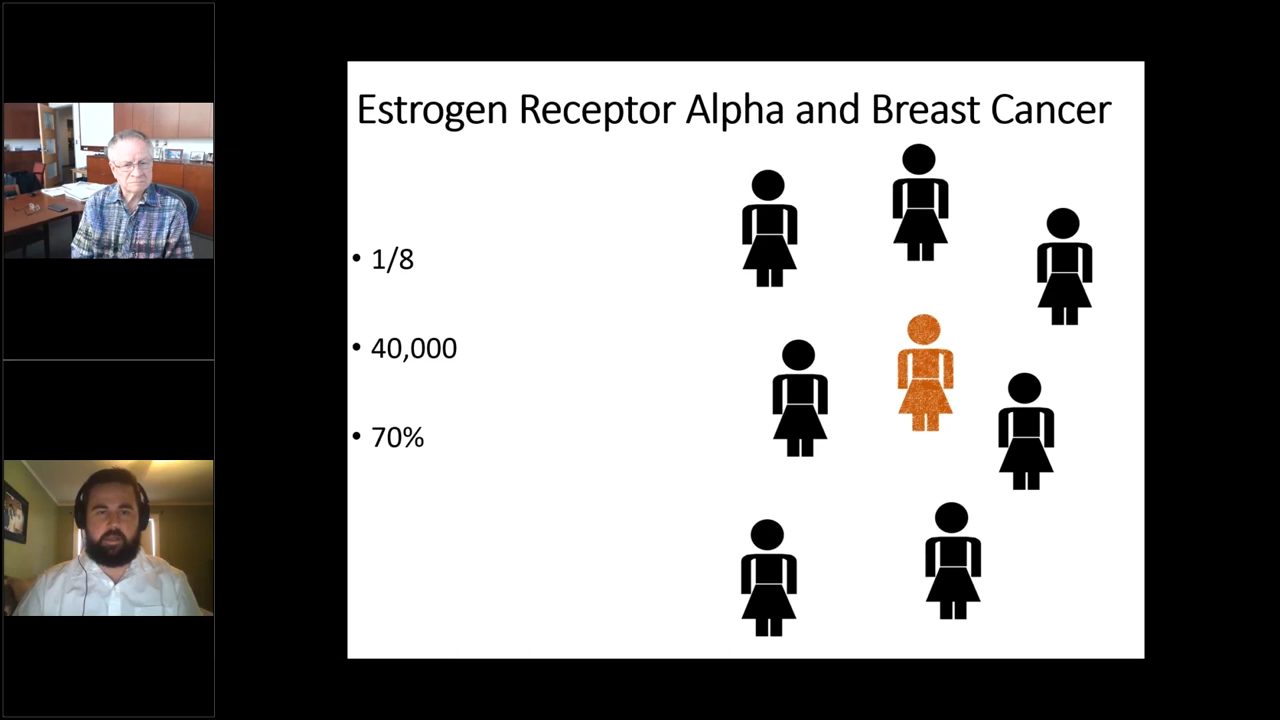 Estrogen Receptor Alpha and Breast Cancer
• 1/8
• 40,000
• 70%